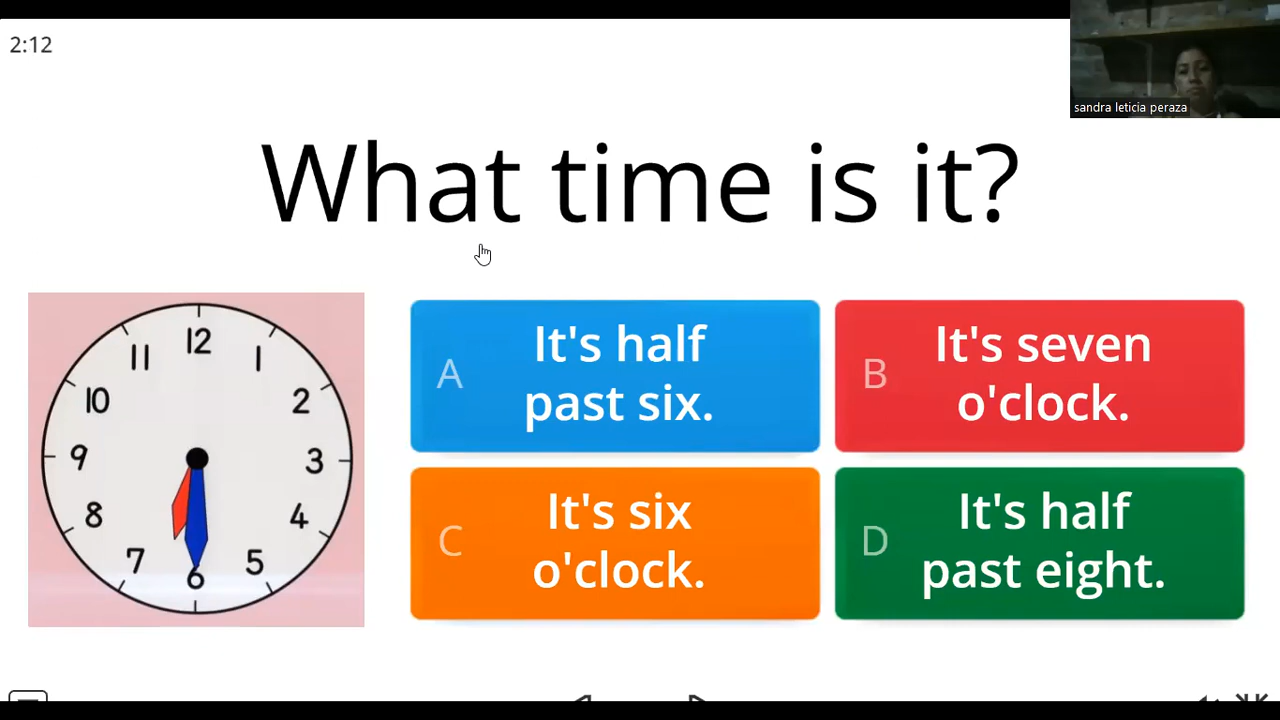 2:12
sandra leticia peraza
What time is it?
12
11
1
10
2
9
3
8
4
7
5
6
A
It's half
past six.
B
It's seven
o'clock.
C
It's six
o'clock.
D
It's half
past eight.